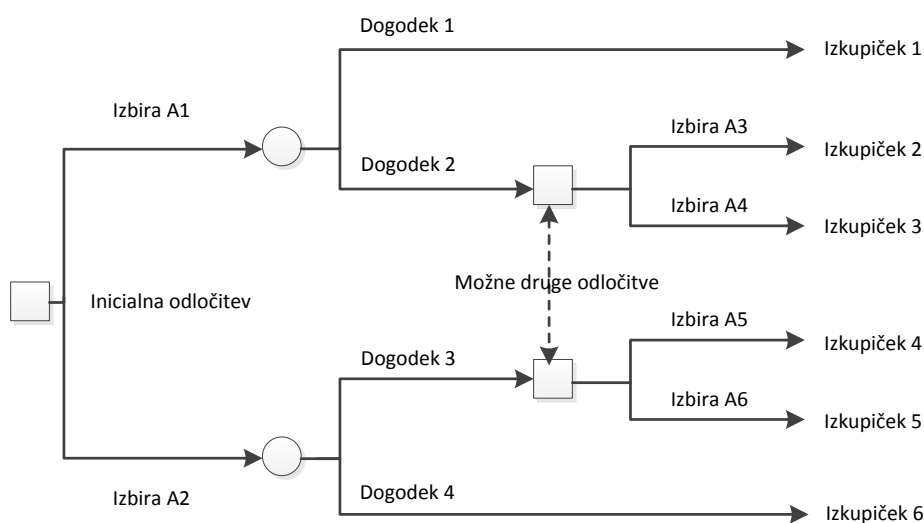 Dogodek 1
Izkupiček 1
Izbira A1
Izbira A3
Izkupiček 2
Dogodek 2
Izbira A4
Izkupiček 3
Možne druge odločitve
Inicialna odločitev
Izbira A5
Izkupiček 4
Dogodek 3
Izbira A6
Izkupiček 5
Izbira A2
Dogodek 4
Izkupiček 6